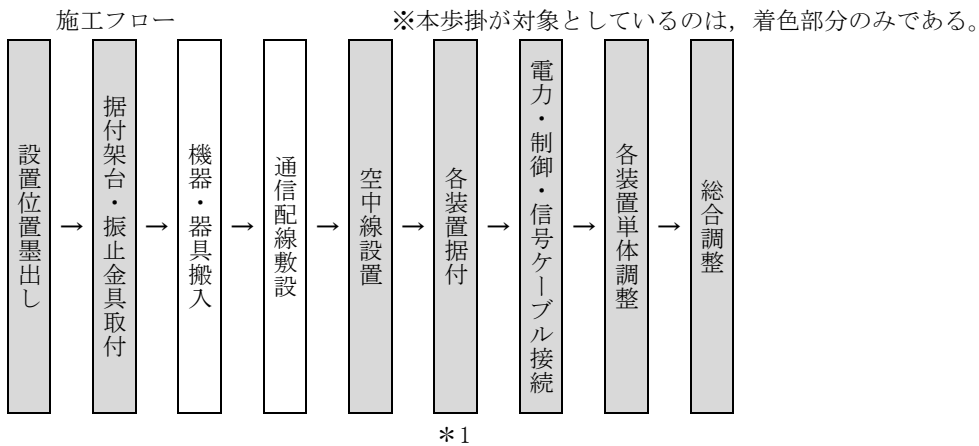 施工フロー
※本歩掛が対象としているのは，着色部分のみである。
設置位置墨出し
→
据付架台・振止金具取付
→
機器・器具搬入
→
通信配線敷設
→
空中線設置
→
各装置据付
→
電力・制御・信号ケーブル接続
→
各装置単体調整
→
総合調整
＊1